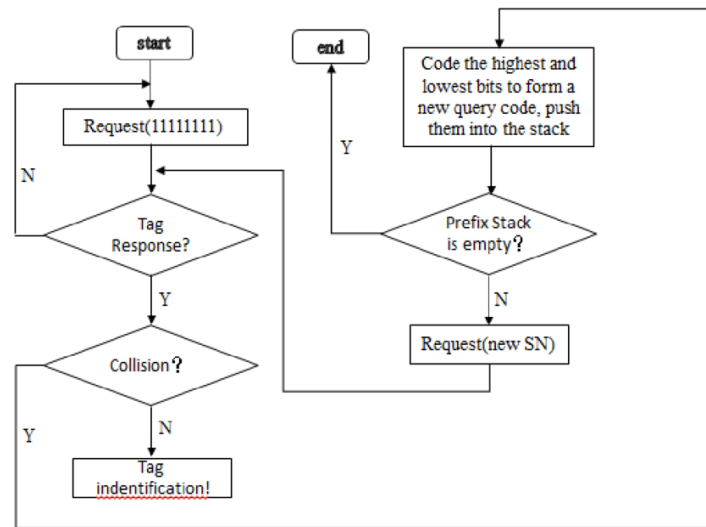 start
Request(11111111)
N
Tag
Response?
Y
Collision?
Y
N
Tag
indentification!
end
Code the highest and
lowest bits to form a
new query code, push
them into the stack
Y
Prefix Stack
is empty?
N
Request(new SN)